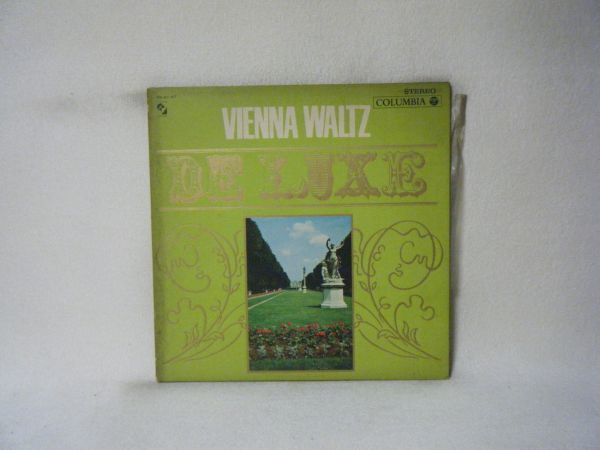 STEREO
COLUMBIA
VIENNA WALTZ
DE LUXE